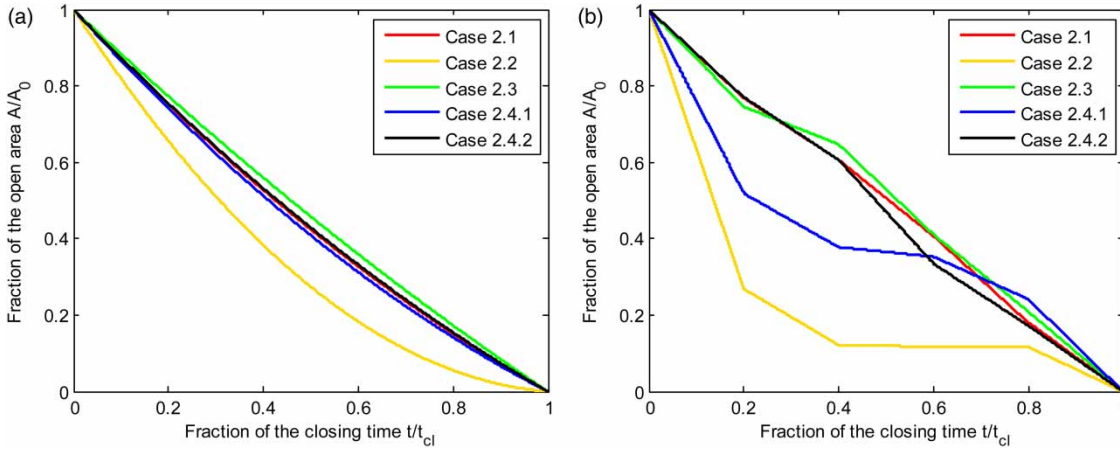 (a)
1
0.8
0.6
0.4
0.2
0
0
0.2
0.4
0.6
0.8
1
Fraction of the open area A/A0
Fraction of the closing time t/tcl
Case 2.1
Case 2.2
Case 2.3
Case 2.4.1
Case 2.4.2
(b)
1
0.8
0.6
0.4
0.2
0
0
0.2
0.4
0.6
0.8
Fraction of the open area A/A0
Fraction of the closing time t/tcl
Case 2.1
Case 2.2
Case 2.3
Case 2.4.1
Case 2.4.2